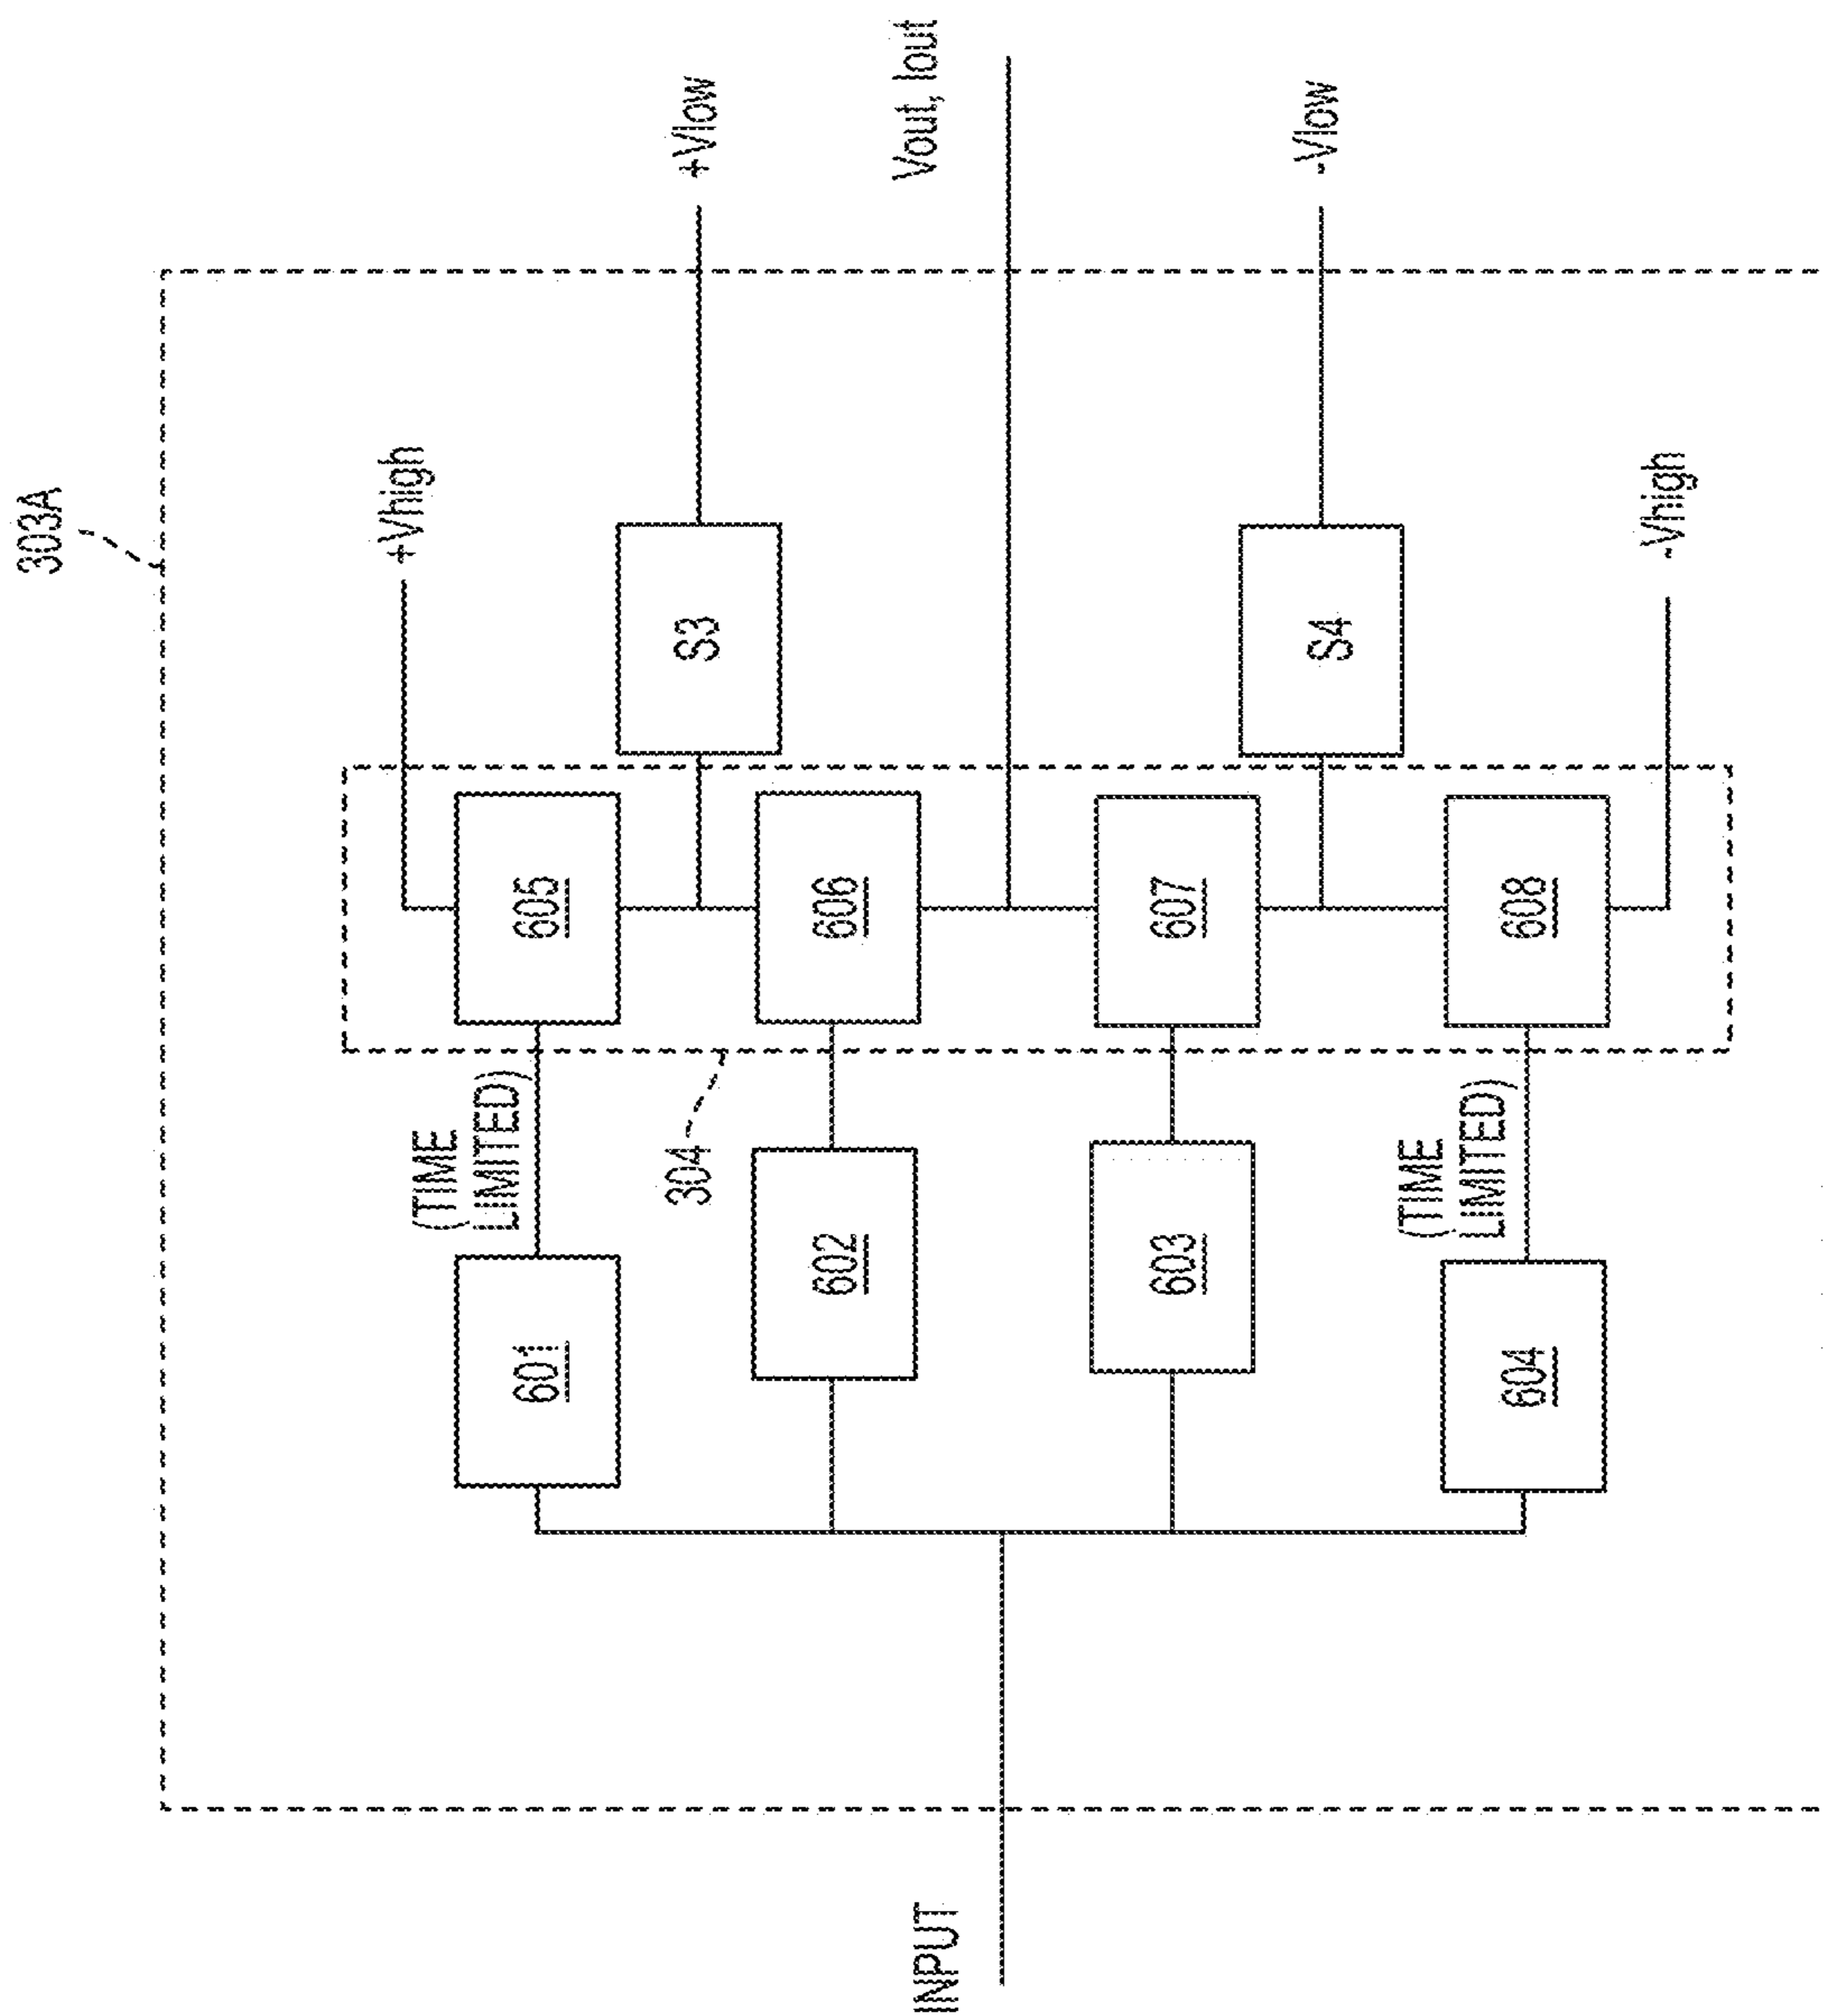 303A
+Vhigh
+Vlow
S3
Vout, Iout
605
606
607
608
(TIME
LIMITED)
304
601
602
603
604
(TIME
LIMITED)
S4
-Vlow
-Vhigh
INPUT